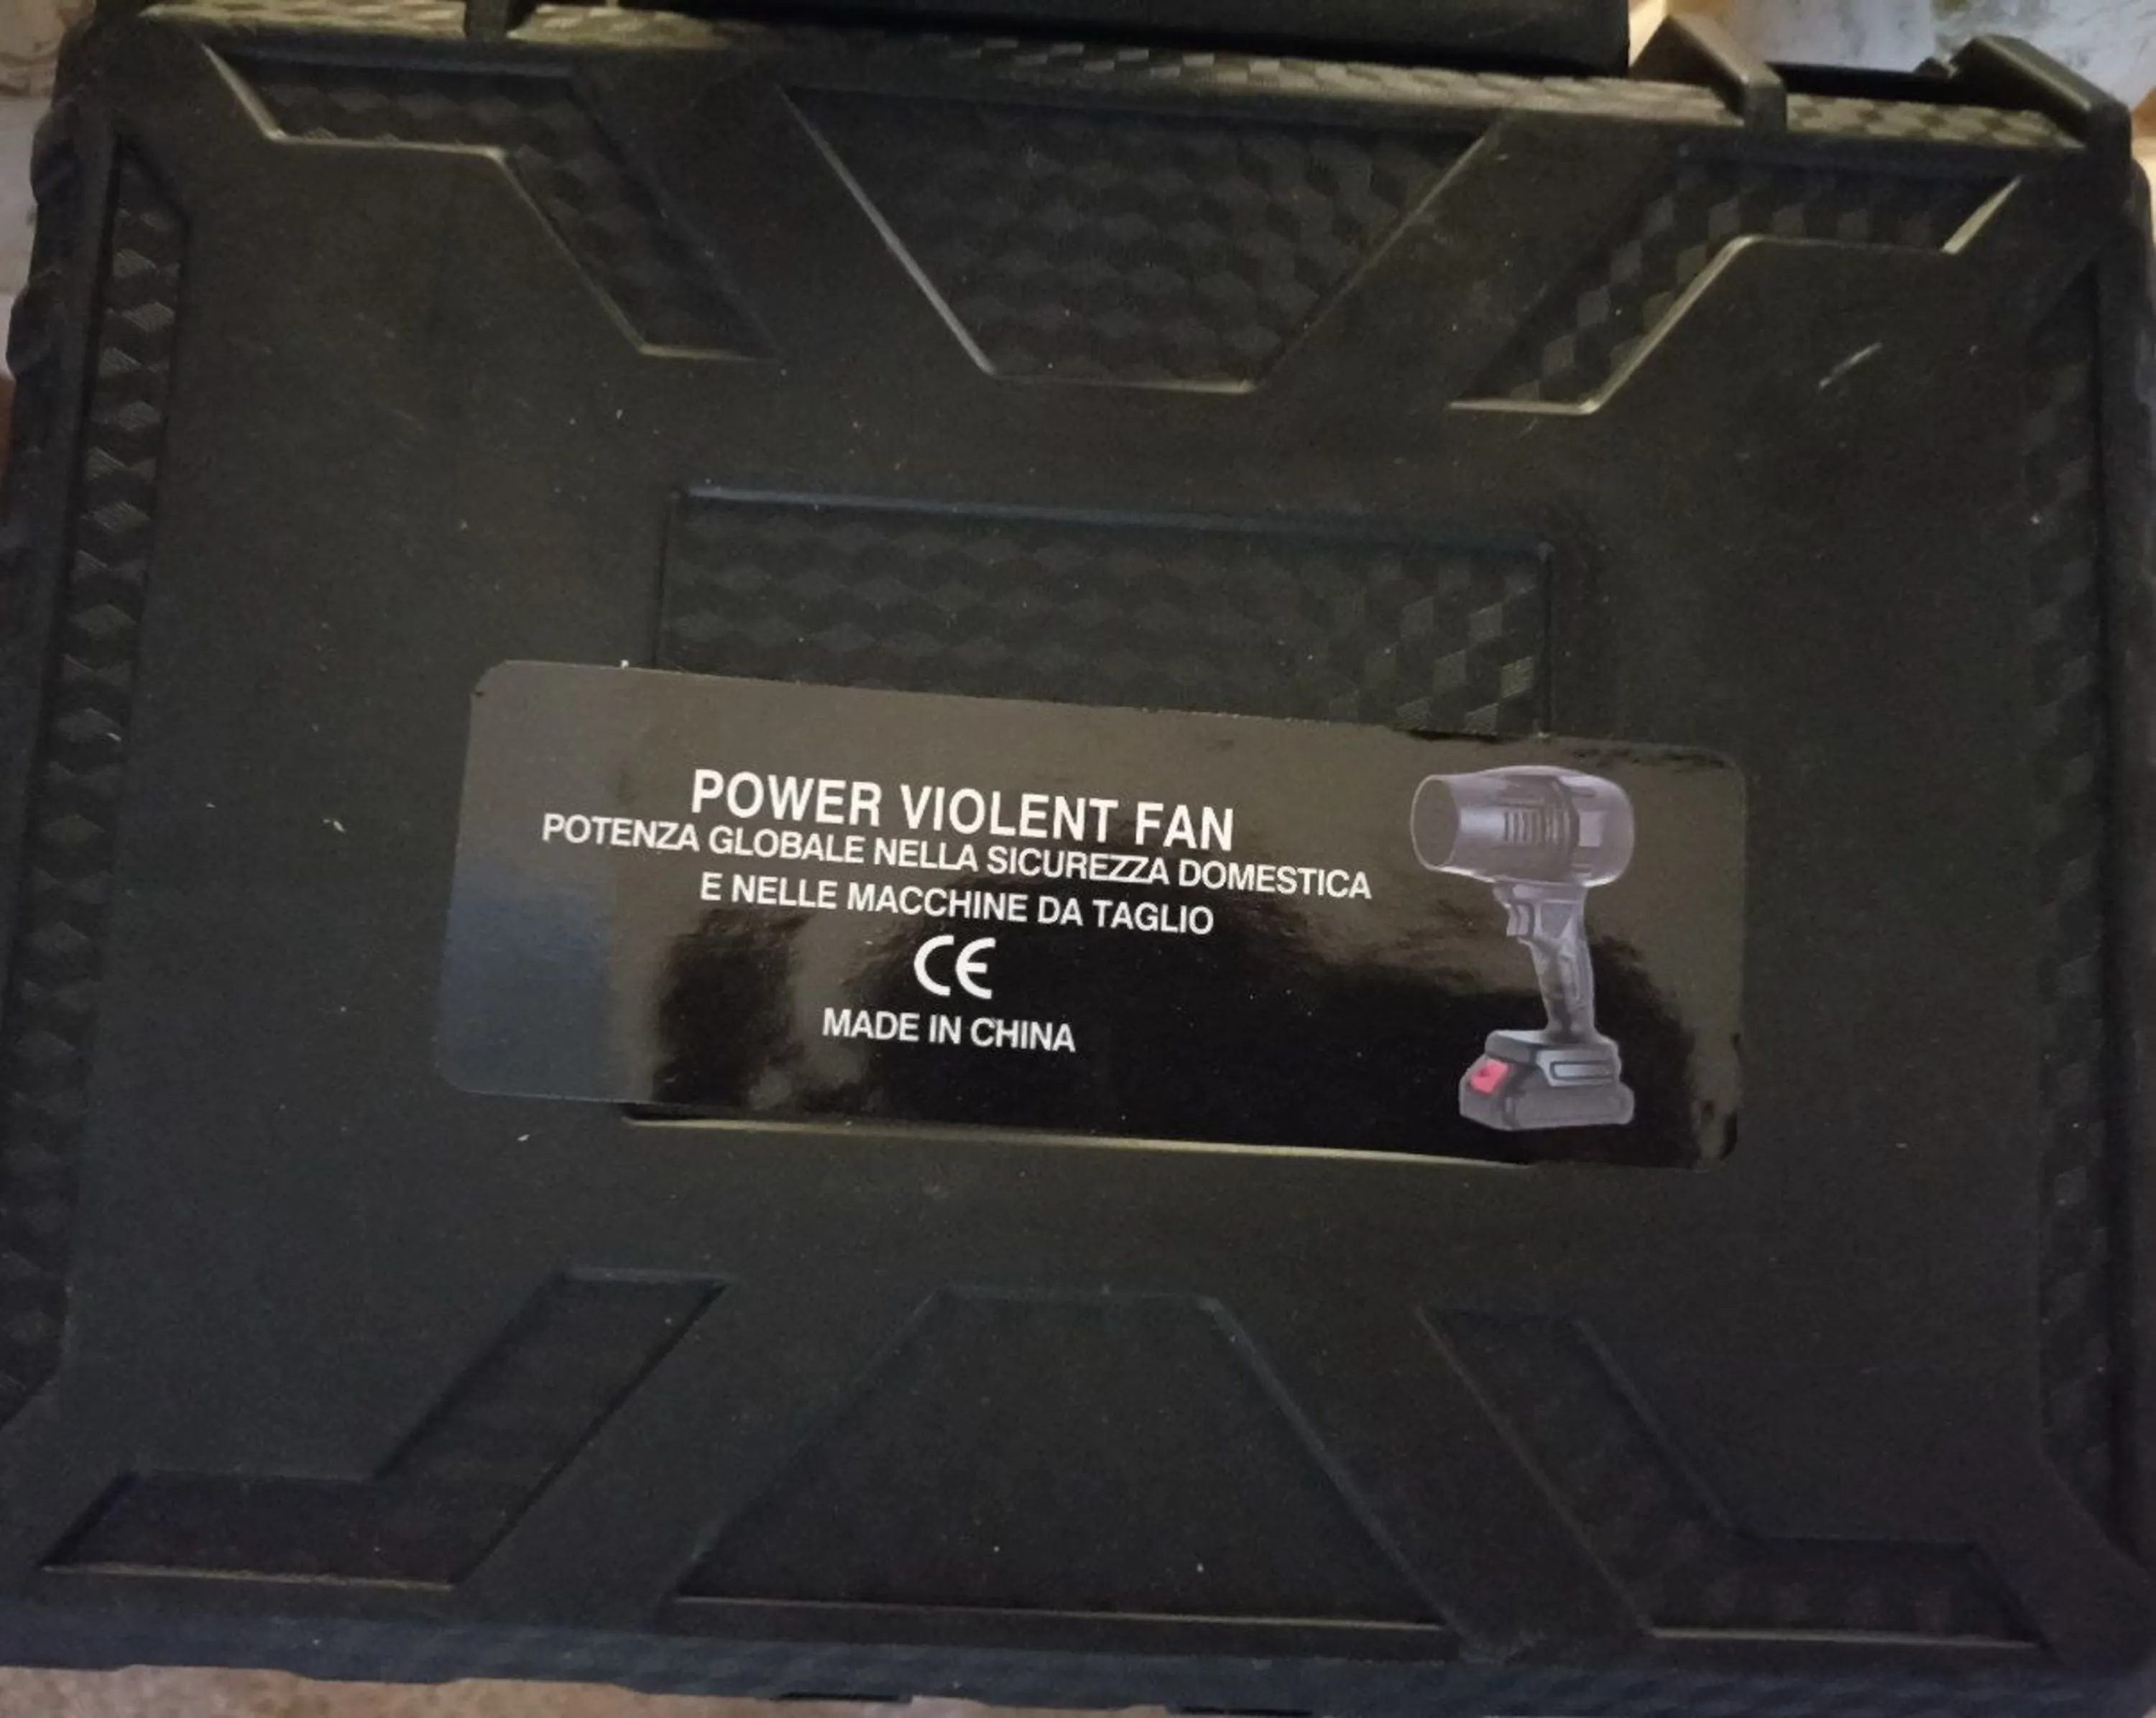 POWER VIOLENT FAN
POTENZA GLOBALE NELLA SICUREZZA DOMESTICA
E NELLE MACCHINE DA TAGLIO
CE
MADE IN CHINA